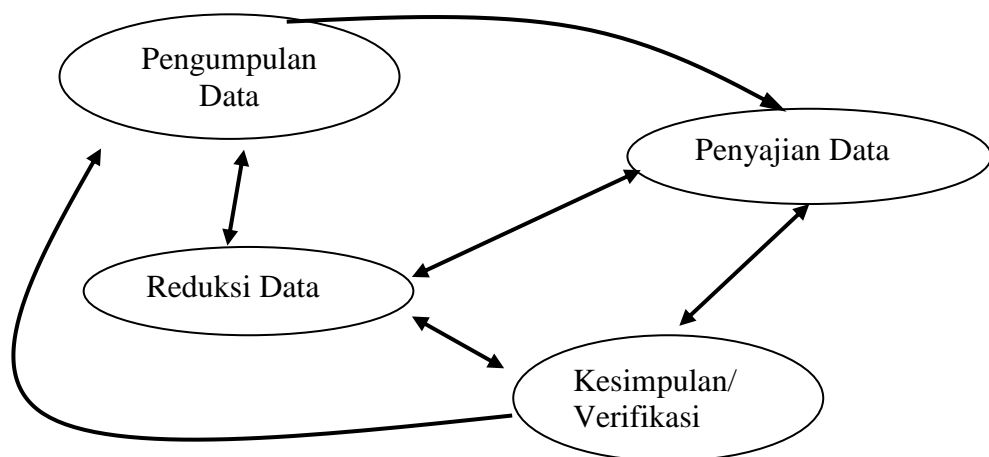 Pengumpulan
Data
Penyajian Data
Reduksi Data
Kesimpulan/
Verifikasi